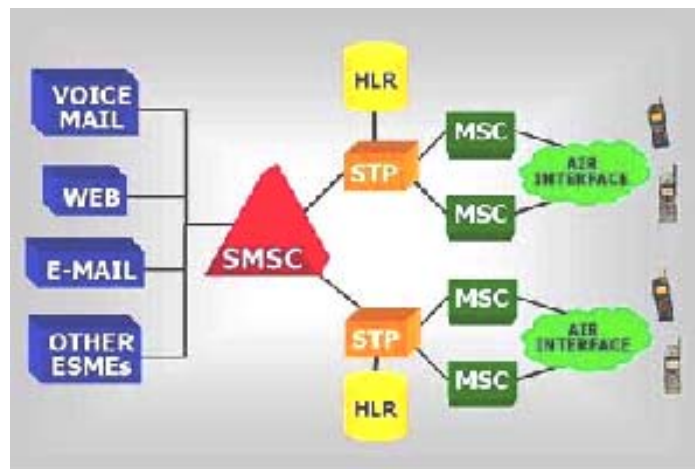 VOICE
MAIL
WEB
E-MAIL
OTHER
ESMEs
SMSC
HLR
STP
MSC
MSC
AIR
INTERFACE
STP
HLR
MSC
MSC
AIR
INTERFACE